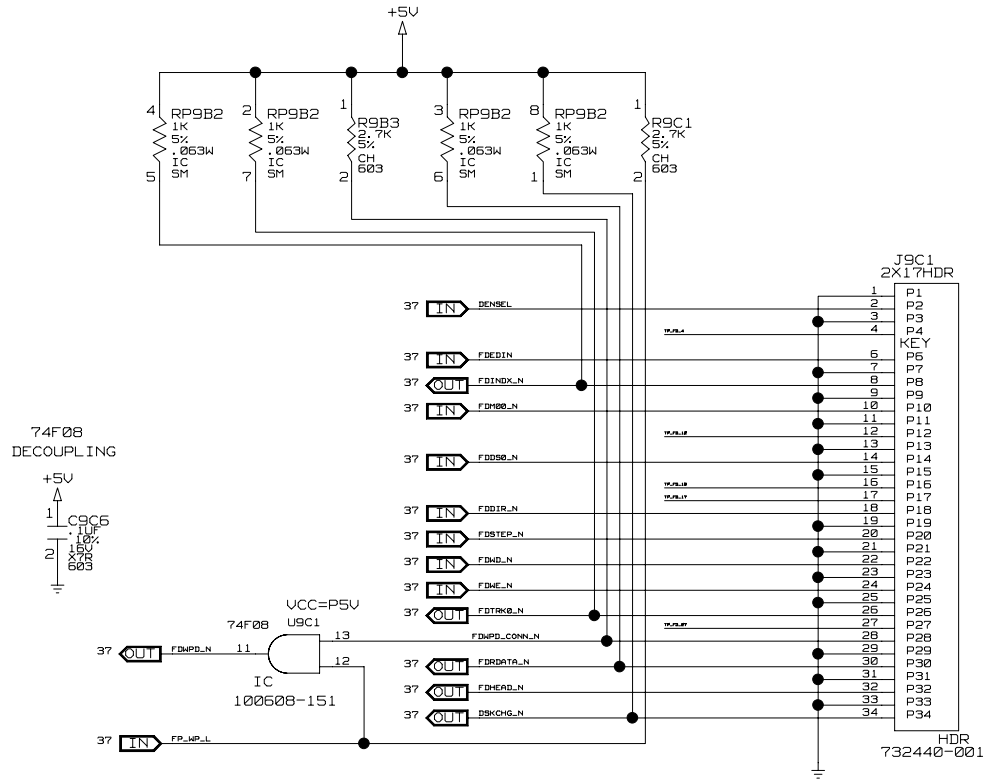 +5V
4 RP9B2 1K 5% .063W IC SM 5
2 RP9B2 1K 5% .063W IC SM 7
1 R9B3 2.7K 5% CH 603 2
3 RP9B2 1K 5% .063W IC SM 6
8 RP9B2 1K 5% .063W IC SM 1
1 R9C1 2.7K 5% CH 603 2
J9C1
2X17HDR
1 P1
37 IN DENSEL 2 P2
3 P3
TP_FD_4 4 P4
KEY
37 IN FDEDIN 6 P6
7 P7
37 OUT FDINDX_N 8 P8
9 P9
37 IN FDM00_N 10 P10
11 P11
TP_FD_12 12 P12
13 P13
37 IN FDDS0_N 14 P14
15 P15
16 P16
TP_FD_17 17 P17
37 IN FDDIR_N 18 P18
19 P19
37 IN FDSTEP_N 20 P20
21 P21
37 IN FDWD_N 22 P22
23 P23
37 IN FDWE_N 24 P24
25 P25
37 OUT FDTRK0_N 26 P26
TP_FD_27 27 P27
FDWPD_CONN_N 28 P28
29 P29
37 OUT FDRDATA_N 30 P30
31 P31
37 OUT FDHEAD_N 32 P32
33 P33
37 OUT DSKCHG_N 34 P34
HDR
732440-001
74F08
DECOUPLING
+5V
1 C9C6
.1UF
10%
16V
2 X7R
603
VCC=P5V
74F08 U9C1
37 OUT FDWPD_N 11 13
12
IC
100608-151
37 IN FP_WP_L